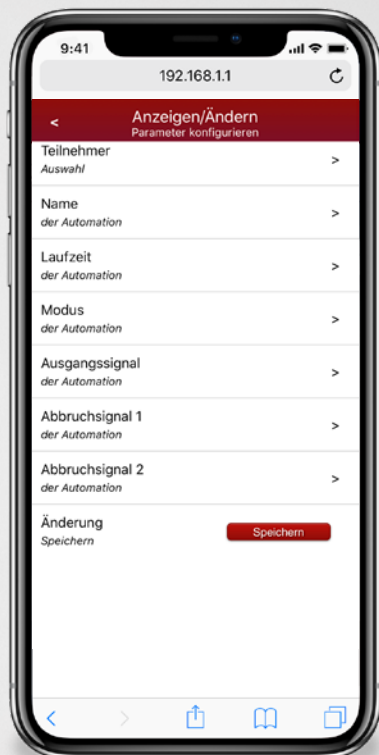 9:41
192.168.1.1
<
Anzeigen/Ändern
Parameter konfigurieren
Teilnehmer
Auswahl
>
Name
der Automation
>
Laufzeit
der Automation
>
Modus
der Automation
>
Ausgangssignal
der Automation
>
Abbruchsignal 1
der Automation
>
Abbruchsignal 2
der Automation
>
Änderung
Speichern
Speichern